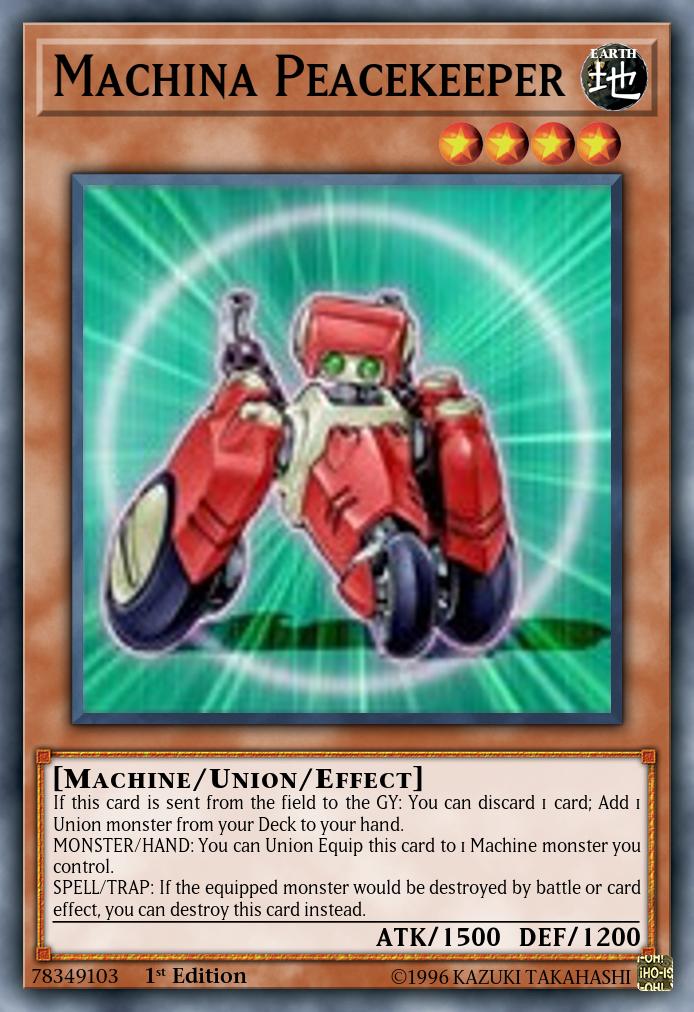 Machina Peacekeeper
EARTH
地
[Machine/Union/Effect]
If this card is sent from the field to the GY: You can discard 1 card; Add 1
Union monster from your Deck to your hand.
MONSTER/HAND: You can Union Equip this card to 1 Machine monster you
control.
SPELL/TRAP: If the equipped monster would be destroyed by battle or card
effect, you can destroy this card instead.
ATK/1500 DEF/1200
78349103 1st Edition ©1996 KAZUKI TAKAHASHI